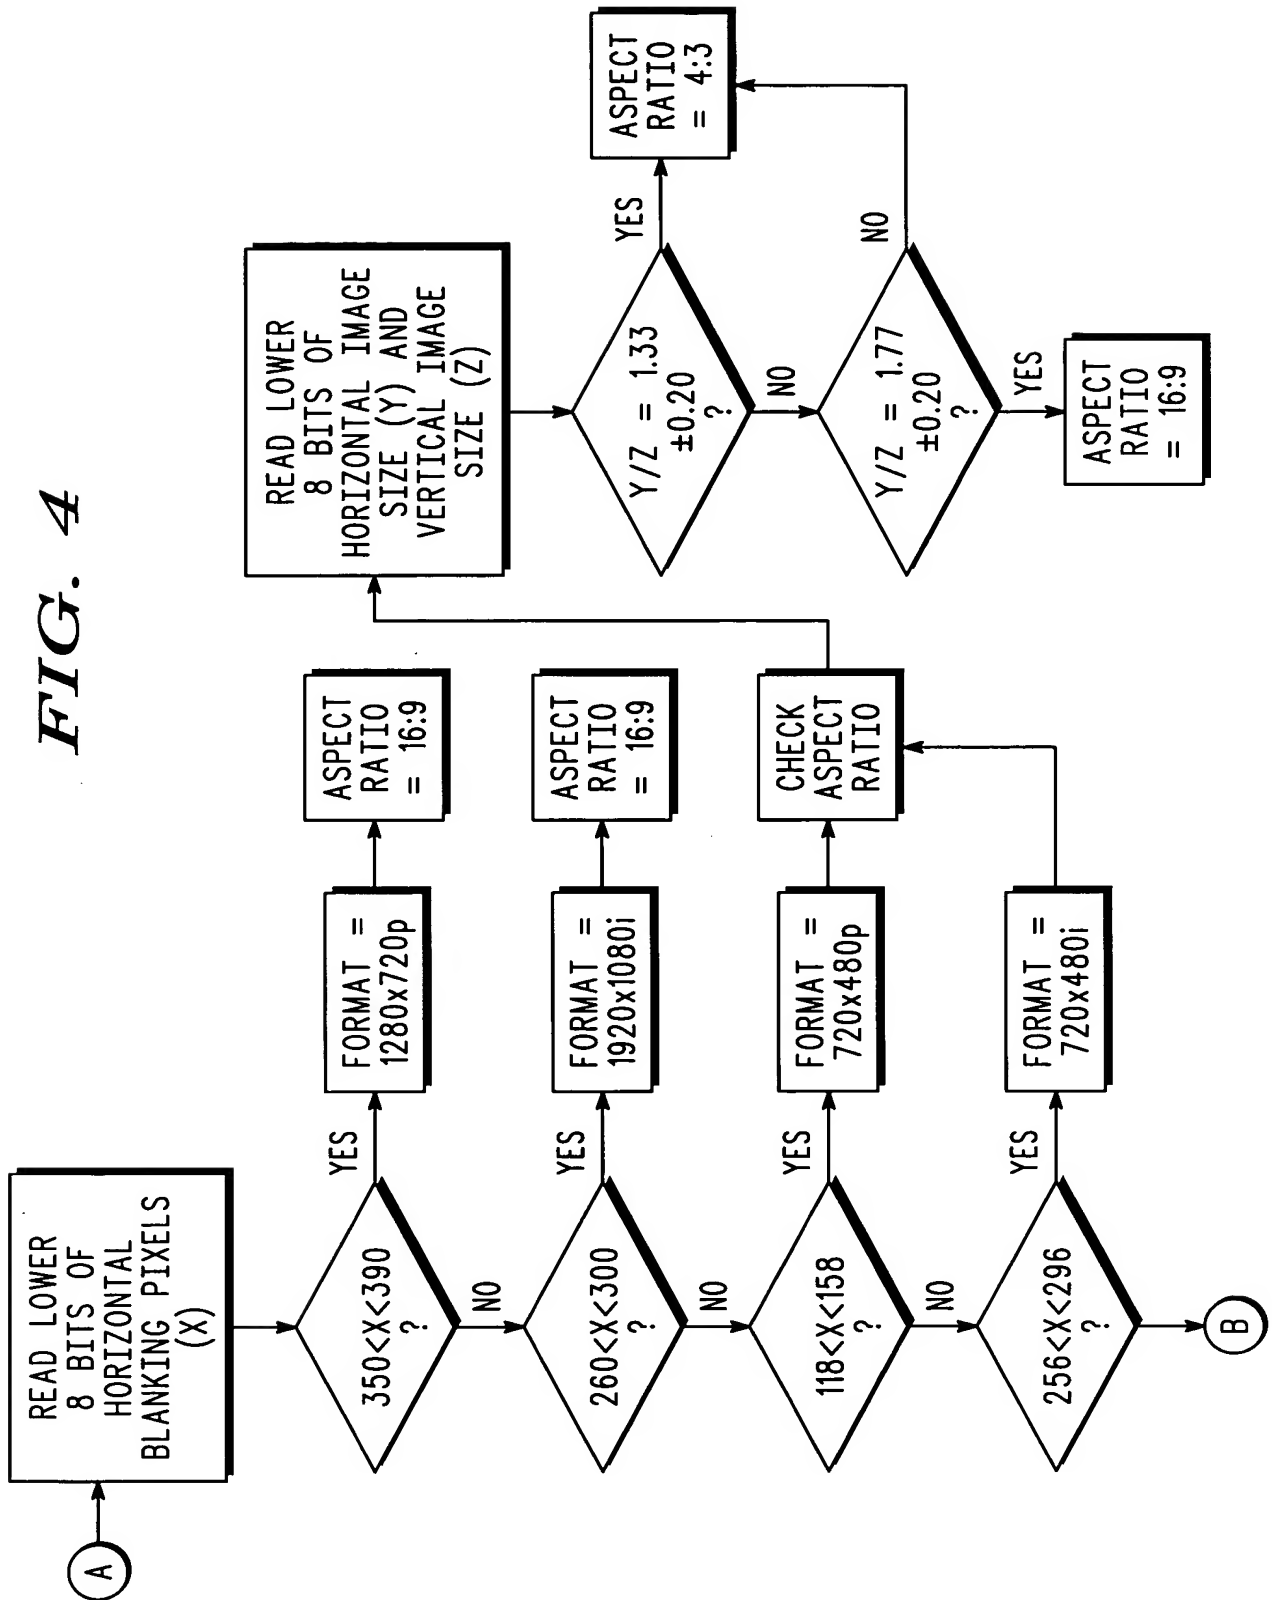 FIG. 4
A
READ LOWER
8 BITS OF
HORIZONTAL
BLANKING PIXELS
(X)
350<X<390
?
YES
FORMAT =
1280x720p
ASPECT
RATIO
= 16:9
NO
260<X<300
?
YES
FORMAT =
1920x1080i
ASPECT
RATIO
= 16:9
NO
118<X<158
?
YES
FORMAT =
720x480p
CHECK
ASPECT
RATIO
NO
256<X<296
?
YES
FORMAT =
720x480i
B
READ LOWER
8 BITS OF
HORIZONTAL IMAGE
SIZE (Y) AND
VERTICAL IMAGE
SIZE (Z)
Y/Z = 1.33
±0.20
?
YES
ASPECT
RATIO
= 4:3
NO
Y/Z = 1.77
±0.20
?
NO
YES
ASPECT
RATIO
= 16:9